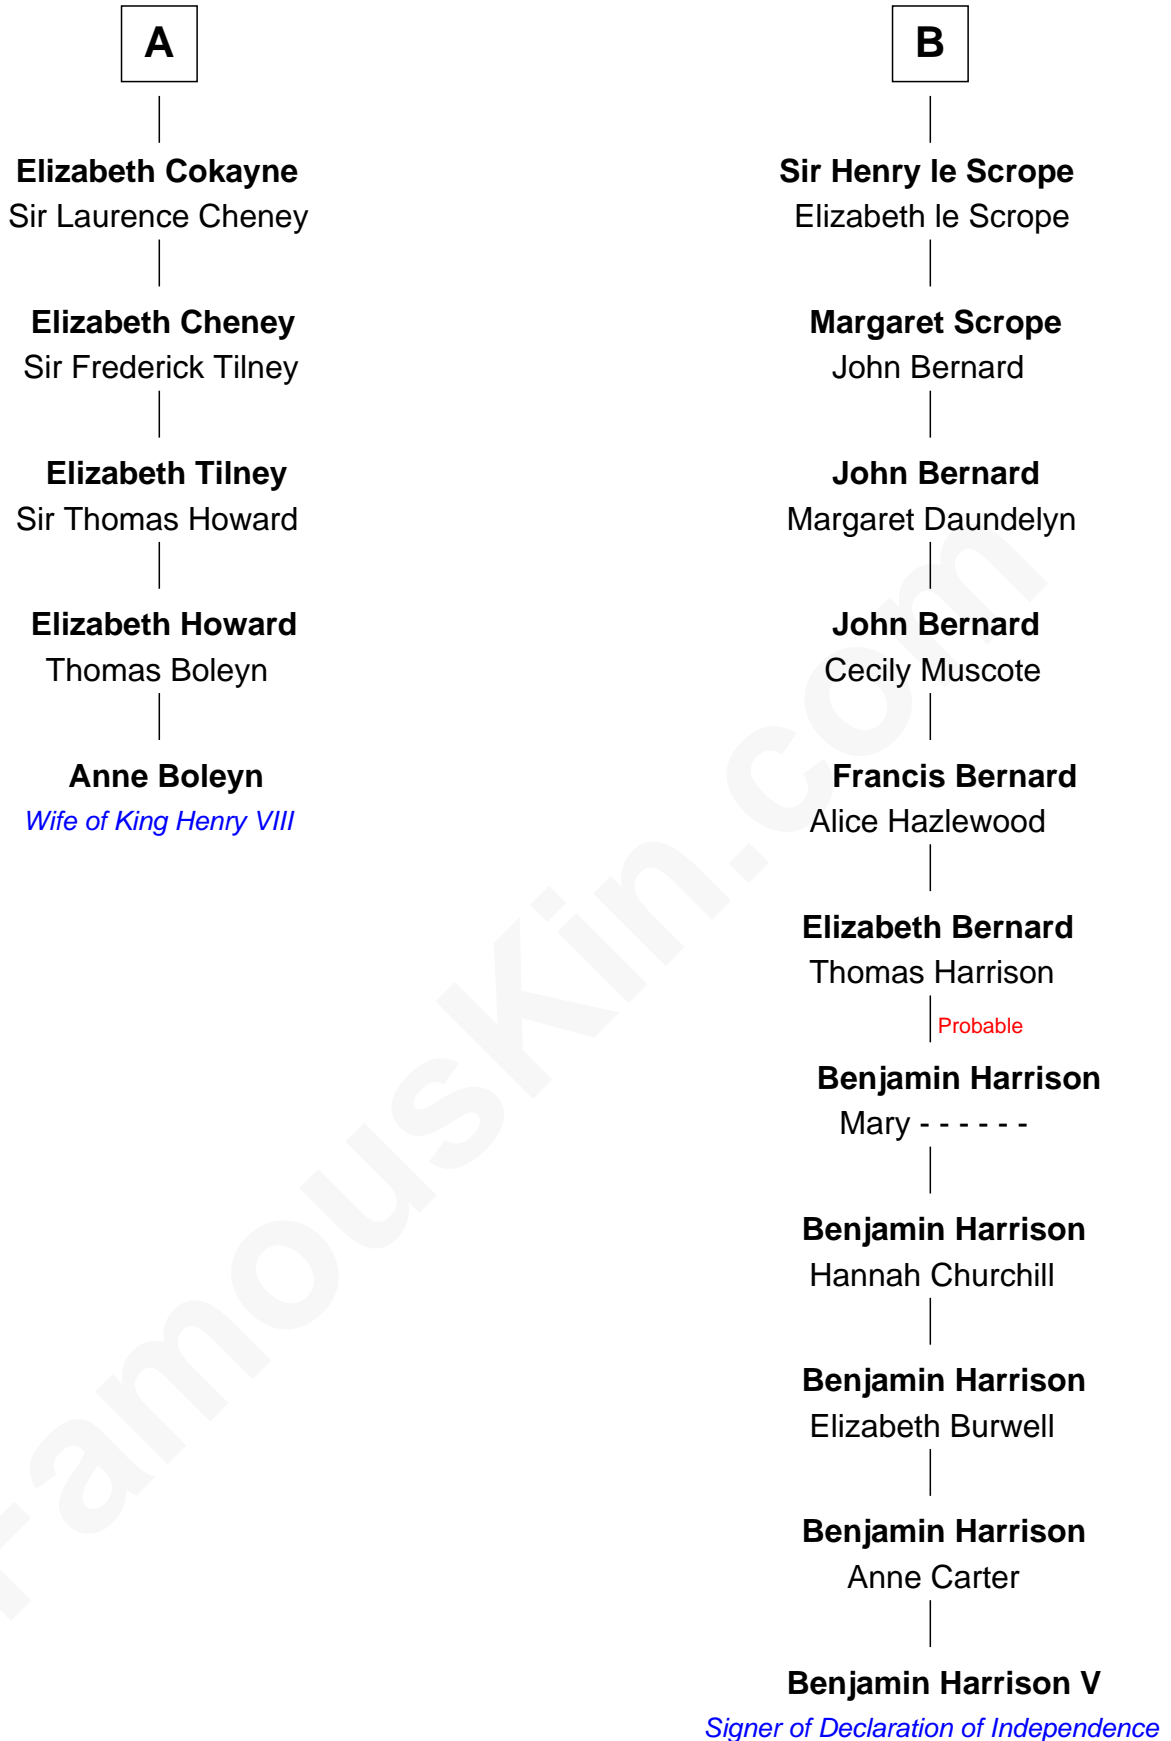 A
Elizabeth Cokayne
Sir Laurence Cheney
Elizabeth Cheney
Sir Frederick Tilney
Elizabeth Tilney
Sir Thomas Howard
Elizabeth Howard
Thomas Boleyn
Anne Boleyn
Wife of King Henry VIII
B
Sir Henry le Scrope
Elizabeth le Scrope
Margaret Scrope
John Bernard
John Bernard
Margaret Daundelyn
John Bernard
Cecily Muscote
Francis Bernard
Alice Hazlewood
Elizabeth Bernard
Thomas Harrison
Probable
Benjamin Harrison
Mary - - - - - -
Benjamin Harrison
Hannah Churchill
Benjamin Harrison
Elizabeth Burwell
Benjamin Harrison
Anne Carter
Benjamin Harrison V
Signer of Declaration of Independence
FamousKin.com